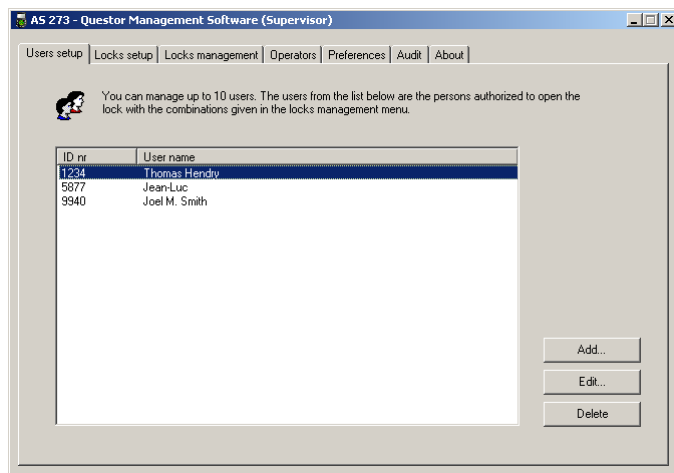 AS 273 - Questor Management Software (Supervisor)
Users setup Locks setup Locks management Operators Preferences Audit About
You can manage up to 10 users. The users from the list below are the persons authorized to open the
lock with the combinations given in the locks management menu.
ID nr User name
1234 Thomas Hendry
5877 Jean-Luc
9940 Joel M. Smith
Add...
Edit...
Delete